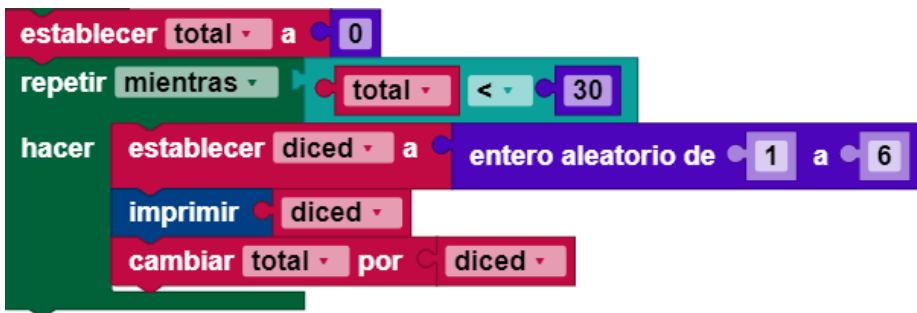 establecer total a 0
repetir mientras total < 30
hacer establecer diced a entero aleatorio de 1 a 6
imprimir diced
cambiar total por diced